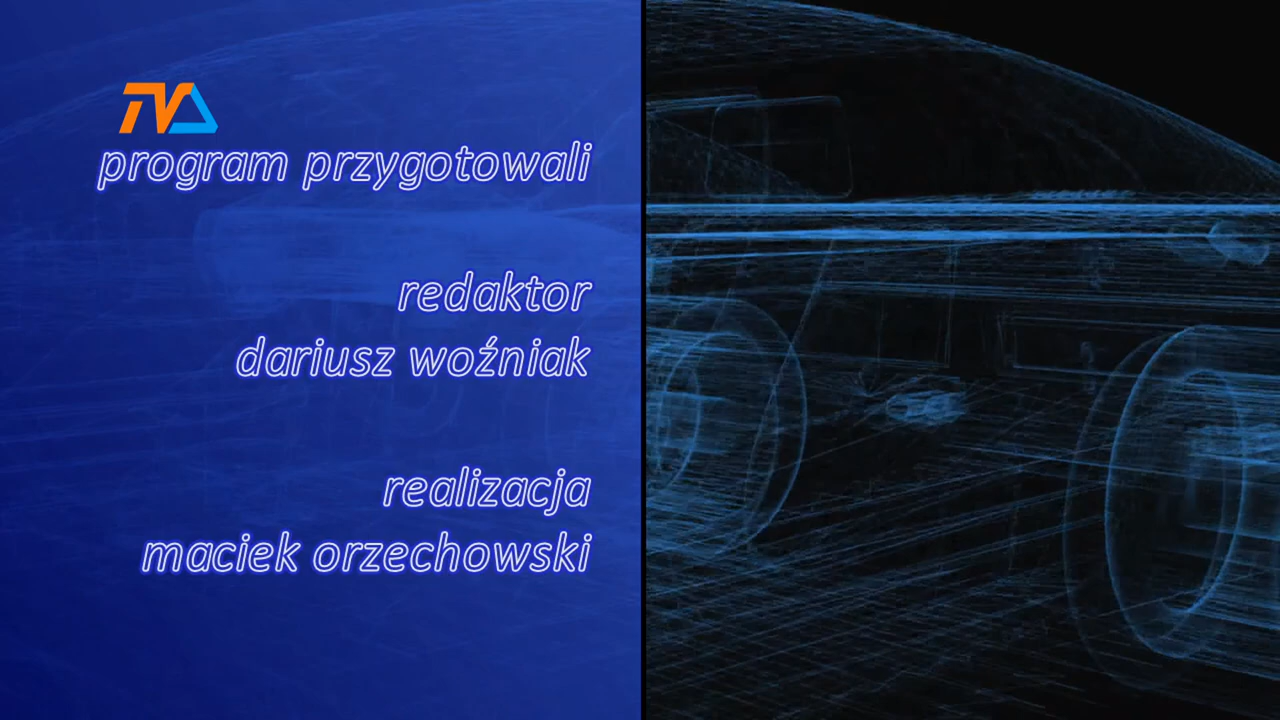 TVA
program przygotowali
redaktor
dariusz woźniak
realizacja
maciek orzechowski